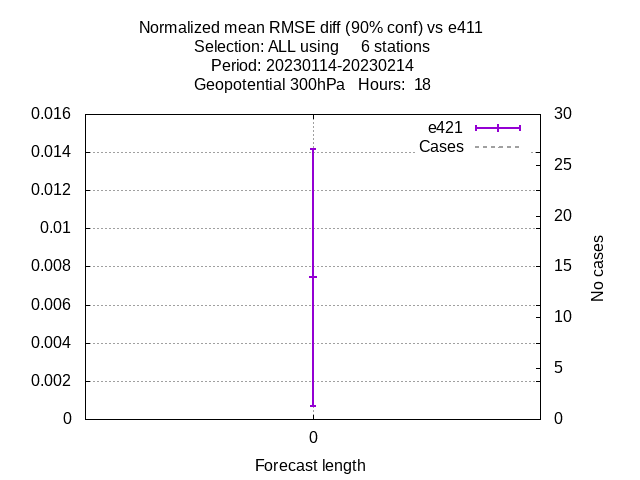 Normalized mean RMSE diff (90% conf) vs e411
Selection: ALL using     6 stations
Period: 20230114-20230214
Geopotential 300hPa   Hours:  18
0.016
0.014
0.012
0.01
0.008
0.006
0.004
0.002
0
e421
Cases
30
25
20
15
10
5
0
No cases
0
Forecast length